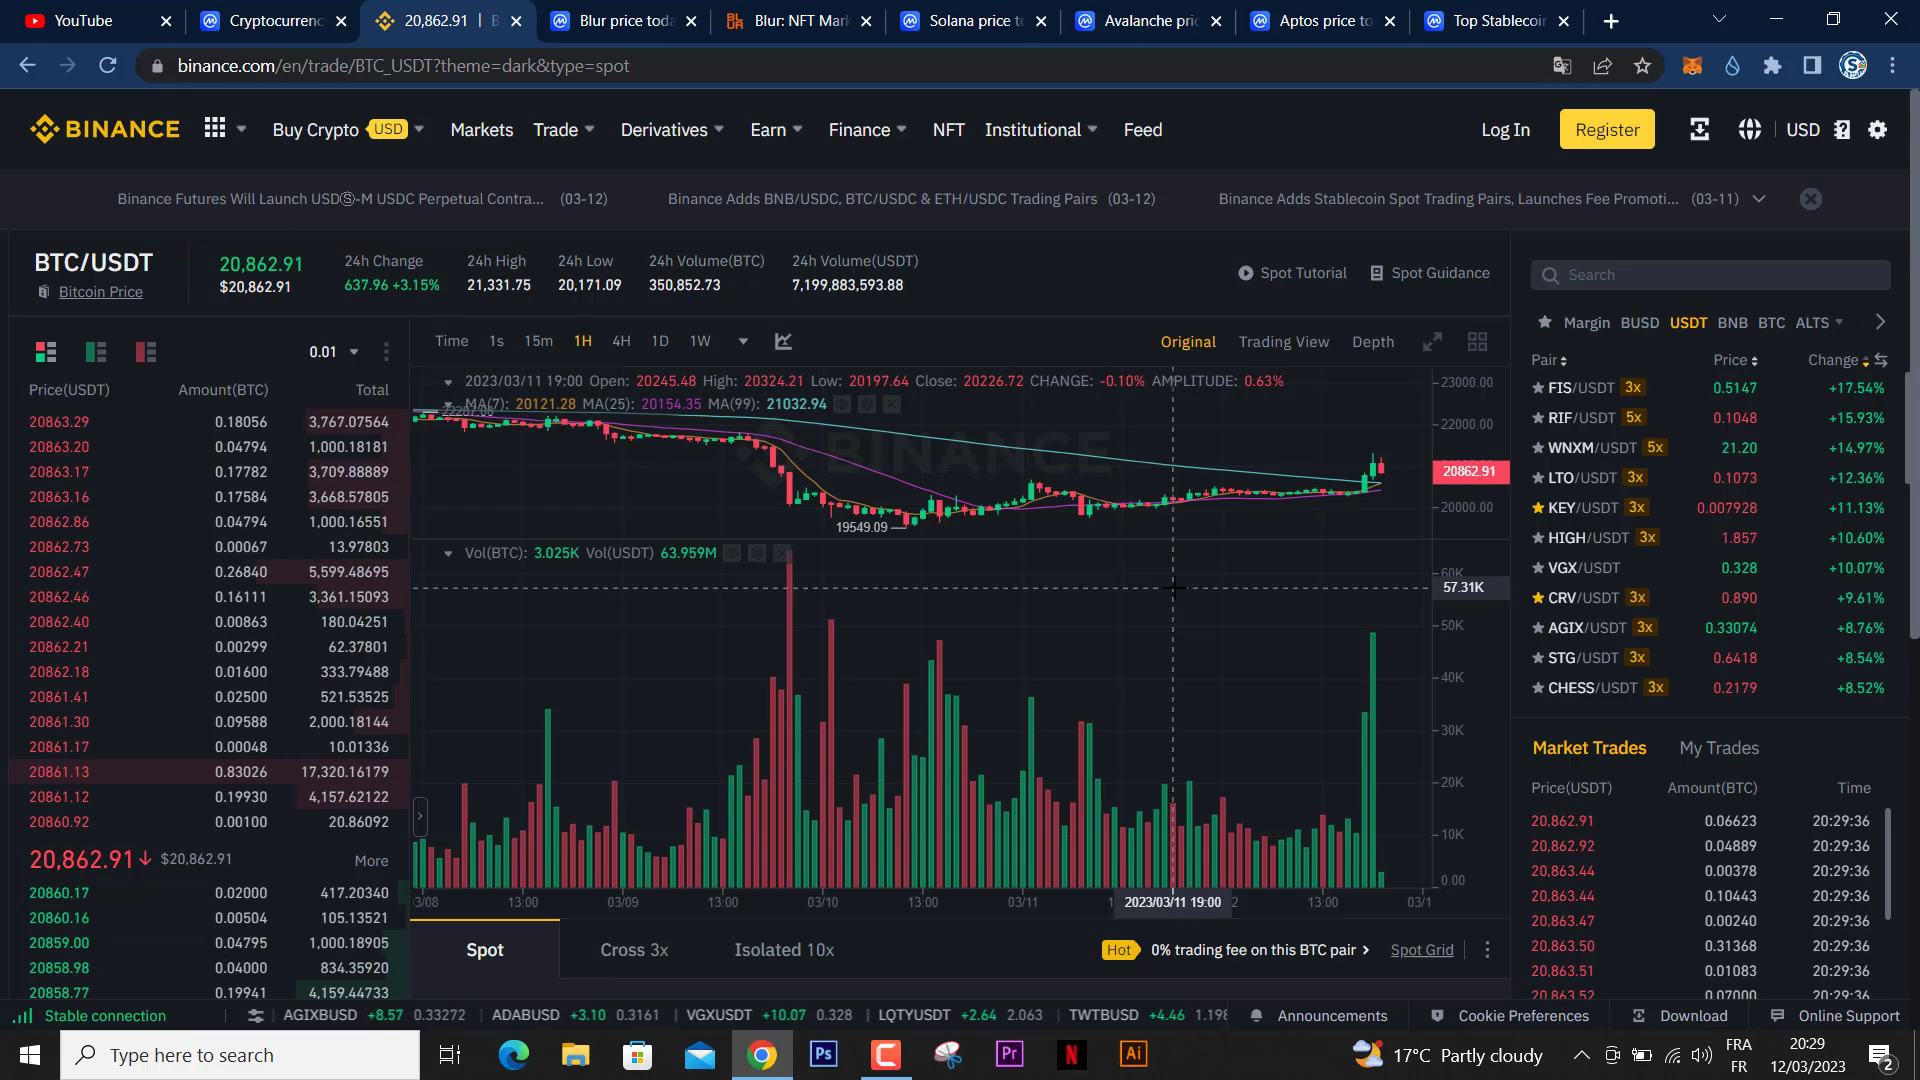 YouTube
Cryptocurrenc
20,862.91 | B
Blur price toda
BLUR Blur: NFT Mark
Solana price to
Avalanche pric
Aptos price to
Top Stablecoin
binance.com/en/trade/BTC_USDT?theme=dark&type=spot
BINANCE
Buy Crypto USD
Markets
Trade
Derivatives
Earn
Finance
NFT
Institutional
Feed
Log In
Register
USD
Binance Futures Will Launch USDⓈ-M USDC Perpetual Contra... (03-12)
Binance Adds BNB/USDC, BTC/USDC & ETH/USDC Trading Pairs (03-12)
Binance Adds Stablecoin Spot Trading Pairs, Launches Fee Promoti... (03-11)
BTC/USDT
Bitcoin Price
20,862.91
$20,862.91
24h Change
637.96 +3.15%
24h High
21,331.75
24h Low
20,171.09
24h Volume(BTC)
350,852.73
24h Volume(USDT)
7,199,883,593.88
Spot Tutorial
Spot Guidance
0.01
Price(USDT) Amount(BTC) Total
20863.29 0.18056 3,767.07564
20863.20 0.04794 1,000.18181
20863.17 0.17782 3,709.88889
20863.16 0.17584 3,668.57805
20862.86 0.04794 1,000.16551
20862.73 0.00067 13.97803
20862.47 0.26840 5,599.48695
20862.46 0.16111 3,361.15093
20862.40 0.00863 180.04251
20862.21 0.00299 62.37801
20862.18 0.01600 333.79488
20861.41 0.02500 521.53525
20861.30 0.09588 2,000.18144
20861.17 0.00048 10.01336
20861.13 0.83026 17,320.16179
20861.12 0.19930 4,157.62122
20860.92 0.00100 20.86092
20,862.91↓ $20,862.91 More
20860.17 0.02000 417.20340
20860.16 0.00504 105.13521
20859.00 0.04795 1,000.18905
20858.98 0.04000 834.35920
20858.77 0.19941 4,159.44733
Time 1s 15m 1H 4H 1D 1W
Original Trading View Depth
2023/03/11 19:00 Open: 20245.48 High: 20324.21 Low: 20197.64 Close: 20226.72 CHANGE: -0.10% AMPLITUDE: 0.63%
MA(7): 20121.28 MA(25): 20154.35 MA(99): 21032.94
22207.00
BINANCE
19549.09
23000.00
22000.00
20862.91
20000.00
Vol(BTC): 3.025K Vol(USDT) 63.959M
60K
57.31K
50K
40K
30K
20K
10K
0.00
3/08 13:00 03/09 13:00 03/10 13:00 03/11 1 2023/03/11 19:00 2 13:00 03/1
Spot
Cross 3x
Isolated 10x
Hot 0% trading fee on this BTC pair
Spot Grid
Search
Margin BUSD USDT BNB BTC ALTS
Pair Price Change
FIS/USDT 3x 0.5147 +17.54%
RIF/USDT 5x 0.1048 +15.93%
WNXM/USDT 5x 21.20 +14.97%
LTO/USDT 3x 0.1073 +12.36%
KEY/USDT 3x 0.007928 +11.13%
HIGH/USDT 3x 1.857 +10.60%
VGX/USDT 0.328 +10.07%
CRV/USDT 3x 0.890 +9.61%
AGIX/USDT 3x 0.33074 +8.76%
STG/USDT 3x 0.6418 +8.54%
CHESS/USDT 3x 0.2179 +8.52%
Market Trades My Trades
Price(USDT) Amount(BTC) Time
20,862.91 0.06623 20:29:36
20,862.92 0.04889 20:29:36
20,863.44 0.00378 20:29:36
20,863.44 0.10443 20:29:36
20,863.47 0.00240 20:29:36
20,863.50 0.31368 20:29:36
20,863.51 0.01083 20:29:36
20,863.52 0.07000 20:29:36
Stable connection
AGIXBUSD +8.57 0.33272
ADABUSD +3.10 0.3161
VGXUSDT +10.07 0.328
LQTYUSDT +2.64 2.063
TWTBUSD +4.46 1.198
Announcements
Cookie Preferences
Download
Online Support
Type here to search
Ps
Pr
N
Ai
17°C Partly cloudy
FRA
FR
20:29
12/03/2023
2